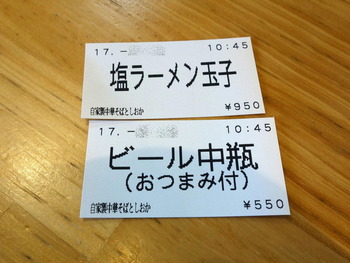 17.-
10:45
塩ラーメン玉子
¥950
自家製中華そばとしおか
17.-
10:45
ビール中瓶
(おつまみ付)
自家製中華そばとしおか
¥550